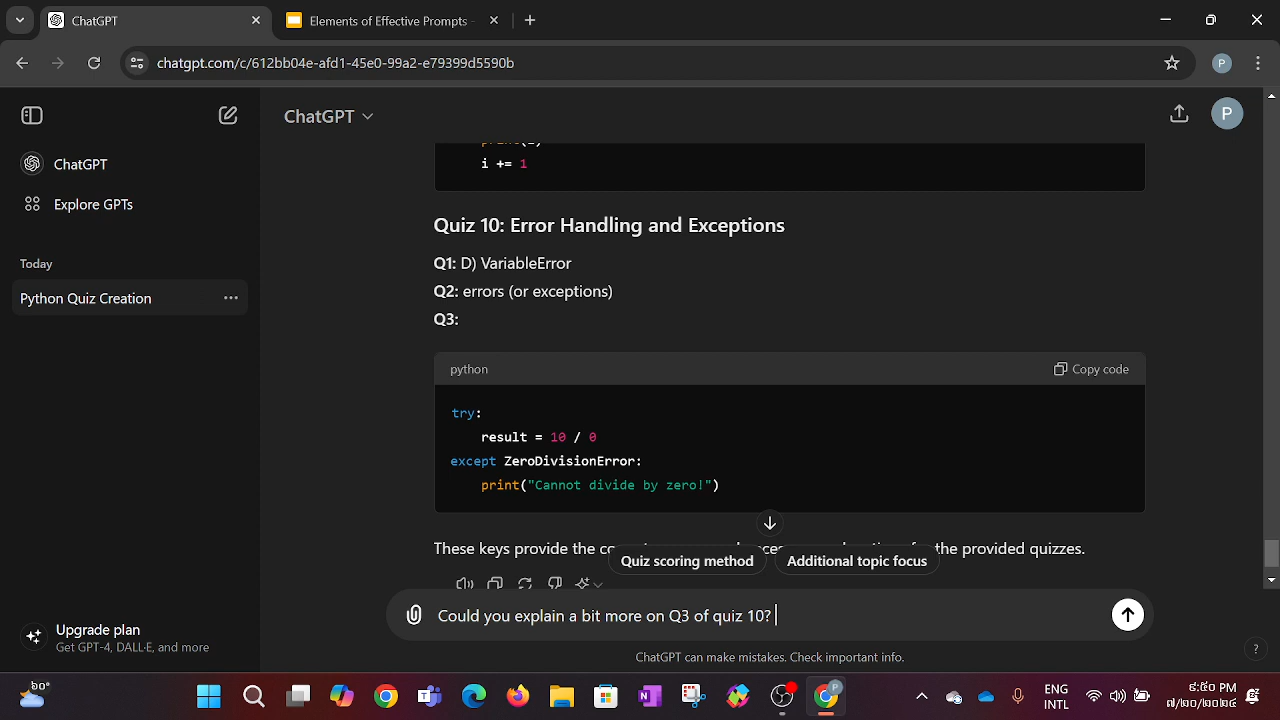 ChatGPT
Elements of Effective Prompts
chatgpt.com/c/612bb04e-afd1-45e0-99a2-e79399d5590b
P
ChatGPT
P
ChatGPT
Explore GPTs
Today
Python Quiz Creation
i += 1
Quiz 10: Error Handling and Exceptions
Q1: D) VariableError
Q2: errors (or exceptions)
Q3:
python
Copy code
try:
result = 10 / 0
except ZeroDivisionError:
print("Cannot divide by zero!")
These keys provide the for the provided quizzes.
Quiz scoring method
Additional topic focus
Could you explain a bit more on Q3 of quiz 10?
ChatGPT can make mistakes. Check important info.
?
Upgrade plan
Get GPT-4, DALL·E, and more
P
ENG
INTL